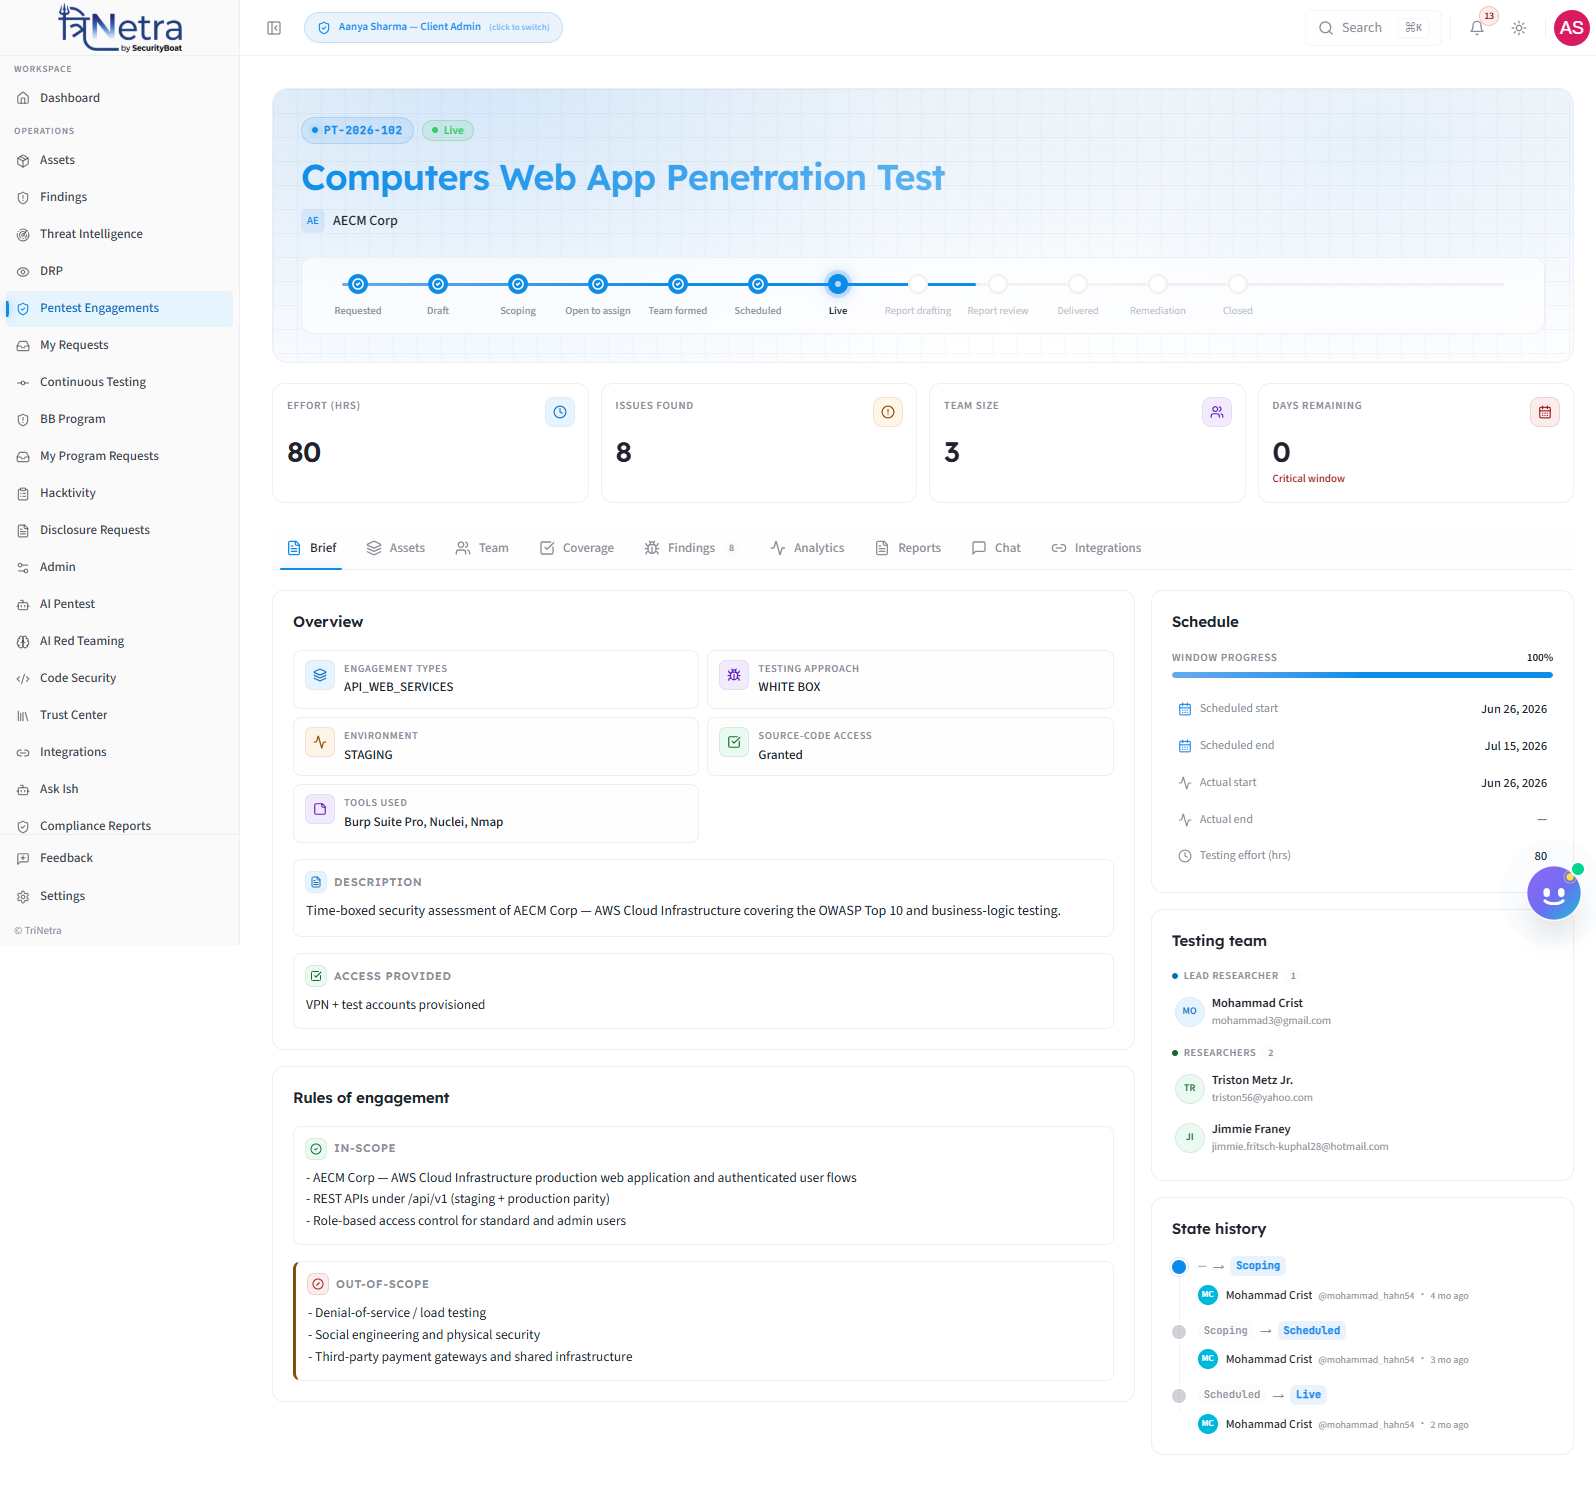 त्रिNetra
by SecurityBoat
Aanya Sharma — Client Admin (click to switch)
Search ⌘K
13
AS
WORKSPACE
Dashboard
OPERATIONS
Assets
Findings
Threat Intelligence
DRP
Pentest Engagements
My Requests
Continuous Testing
BB Program
My Program Requests
Hacktivity
Disclosure Requests
Admin
AI Pentest
AI Red Teaming
Code Security
Trust Center
Integrations
Ask Ish
Compliance Reports
Feedback
Settings
© TriNetra
PT-2026-102 Live
Computers Web App Penetration Test
AE AECM Corp
Requested Draft Scoping Open to assign Team formed Scheduled Live Report drafting Report review Delivered Remediation Closed
EFFORT (HRS)
80
ISSUES FOUND
8
TEAM SIZE
3
DAYS REMAINING
0
Critical window
Brief Assets Team Coverage Findings 8 Analytics Reports Chat Integrations
Overview
ENGAGEMENT TYPES
API_WEB_SERVICES
TESTING APPROACH
WHITE BOX
ENVIRONMENT
STAGING
SOURCE-CODE ACCESS
Granted
TOOLS USED
Burp Suite Pro, Nuclei, Nmap
DESCRIPTION
Time-boxed security assessment of AECM Corp — AWS Cloud Infrastructure covering the OWASP Top 10 and business-logic testing.
ACCESS PROVIDED
VPN + test accounts provisioned
Rules of engagement
IN-SCOPE
- AECM Corp — AWS Cloud Infrastructure production web application and authenticated user flows
- REST APIs under /api/v1 (staging + production parity)
- Role-based access control for standard and admin users
OUT-OF-SCOPE
- Denial-of-service / load testing
- Social engineering and physical security
- Third-party payment gateways and shared infrastructure
Schedule
WINDOW PROGRESS 100%
Scheduled start Jun 26, 2026
Scheduled end Jul 15, 2026
Actual start Jun 26, 2026
Actual end —
Testing effort (hrs) 80
Testing team
LEAD RESEARCHER 1
MO Mohammad Crist
mohammad3@gmail.com
RESEARCHERS 2
TR Triston Metz Jr.
triston56@yahoo.com
JI Jimmie Franey
jimmie.fritsch-kuphal28@hotmail.com
State history
— → Scoping
MC Mohammad Crist @mohammad_hahn54 · 4 mo ago
Scoping → Scheduled
MC Mohammad Crist @mohammad_hahn54 · 3 mo ago
Scheduled → Live
MC Mohammad Crist @mohammad_hahn54 · 2 mo ago